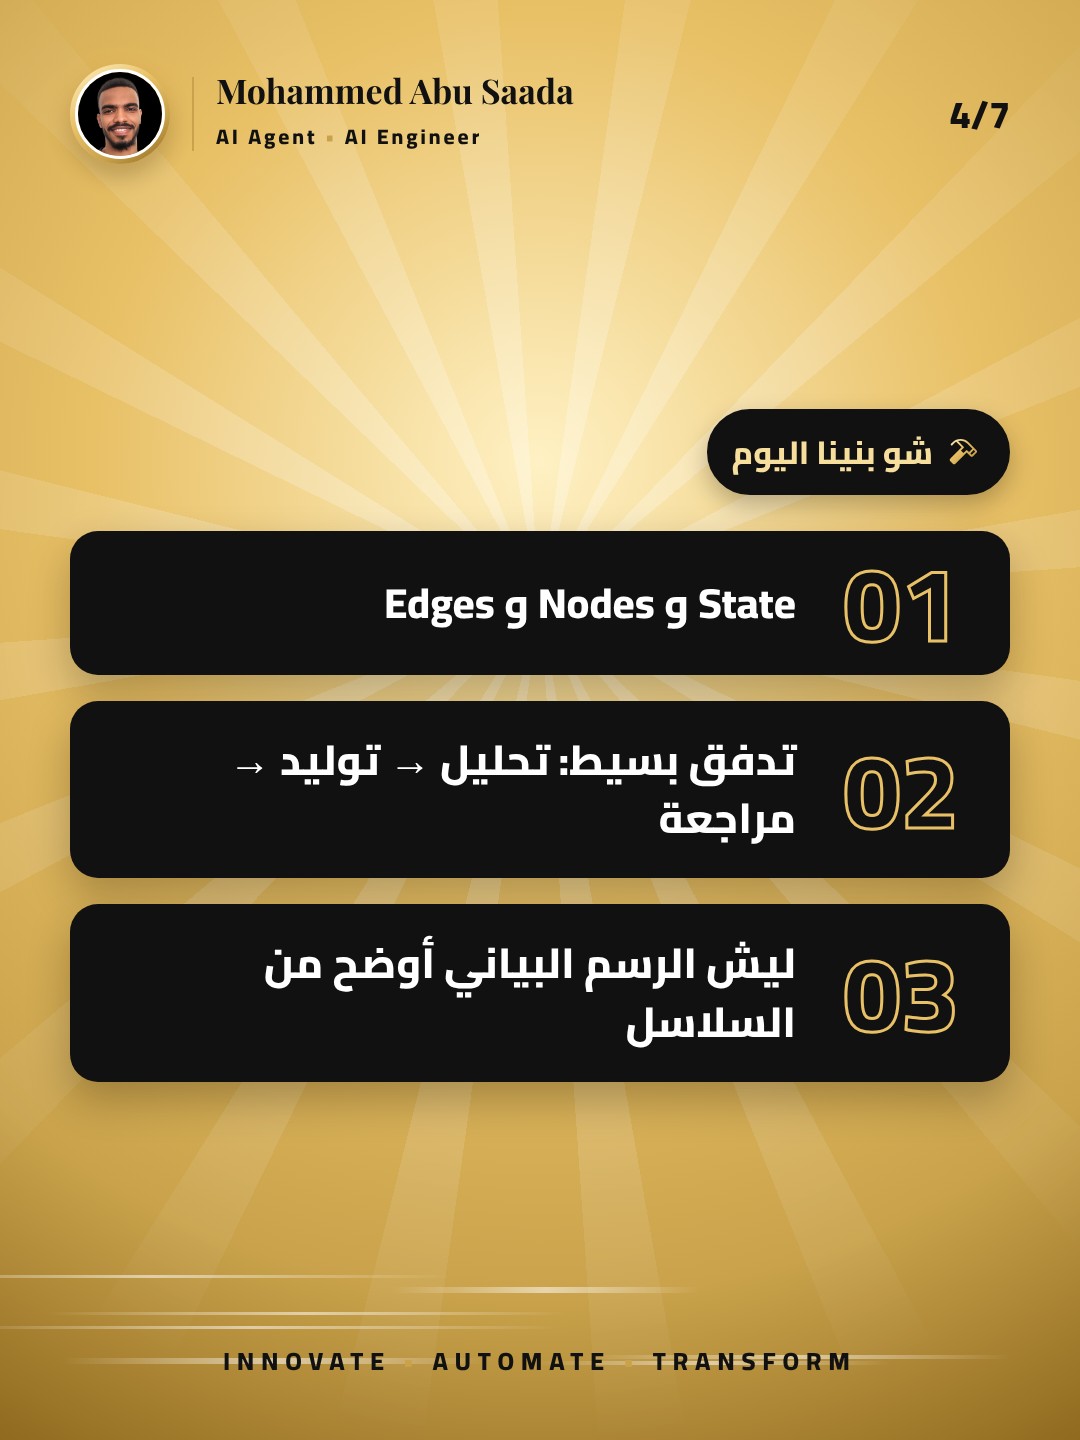 Mohammed Abu Saada
AI Agent • AI Engineer
4/7
شو بنينا اليوم
01
State و Nodes و Edges
02
تدفق بسيط: تحليل → توليد →
مراجعة
03
ليش الرسم البياني أوضح من
السلاسل
INNOVATE • AUTOMATE • TRANSFORM